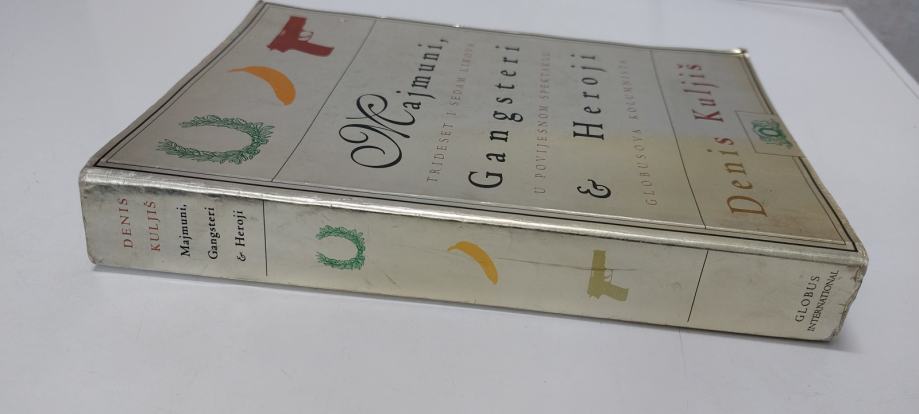 Majmuni,
TRIDESET I SEDAM LIKOVA
Gangsteri
U POVIJESNOM SPEKTAKLU
& Heroji
GLOBUSOVA KOLUMNISTA
Denis Kuljiš
DENIS
KULJIŠ
Majmuni,
Gangsteri
& Heroji
GLOBUS
INTERNATIONAL